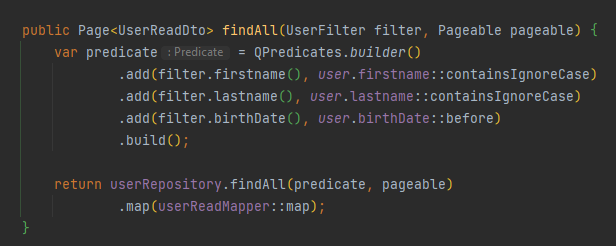 public Page<UserReadDto> findAll(UserFilter filter, Pageable pageable) {
    var predicate : Predicate = QPredicates.builder()
            .add(filter.firstname(), user.firstname::containsIgnoreCase)
            .add(filter.lastname(), user.lastname::containsIgnoreCase)
            .add(filter.birthDate(), user.birthDate::before)
            .build();
    return userRepository.findAll(predicate, pageable)
            .map(userReadMapper::map);
}